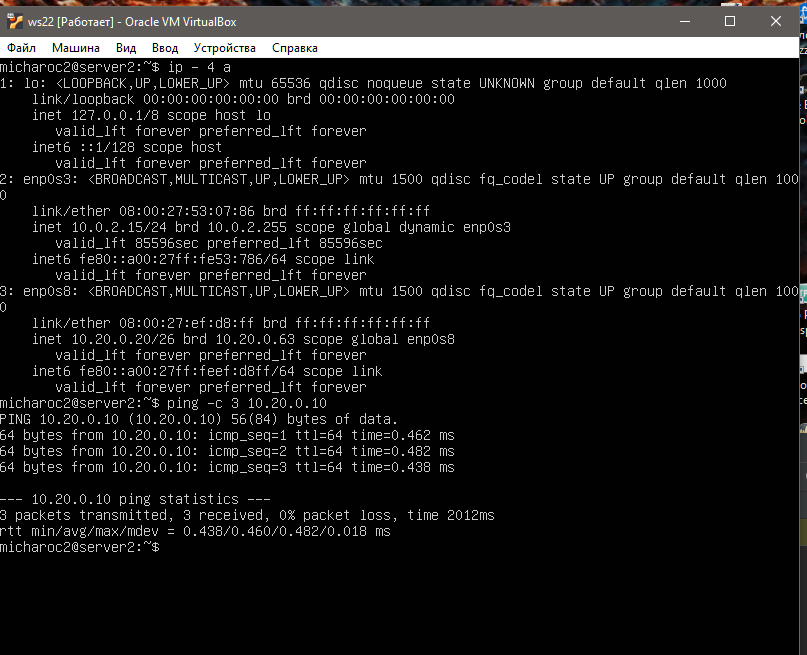 ws22 [Работает] - Oracle VM VirtualBox
Файл Машина Вид Ввод Устройства Справка
micharoc2@server2:~$ ip - 4 a
1: lo: <LOOPBACK,UP,LOWER_UP> mtu 65536 qdisc noqueue state UNKNOWN group default qlen 1000
link/loopback 00:00:00:00:00:00 brd 00:00:00:00:00:00
inet 127.0.0.1/8 scope host lo
valid_lft forever preferred_lft forever
inet6 ::1/128 scope host
valid_lft forever preferred_lft forever
2: enp0s3: <BROADCAST,MULTICAST,UP,LOWER_UP> mtu 1500 qdisc fq_codel state UP group default qlen 100
0
link/ether 08:00:27:53:07:86 brd ff:ff:ff:ff:ff:ff
inet 10.0.2.15/24 brd 10.0.2.255 scope global dynamic enp0s3
valid_lft 85596sec preferred_lft 85596sec
inet6 fe80::a00:27ff:fe53:786/64 scope link
valid_lft forever preferred_lft forever
3: enp0s8: <BROADCAST,MULTICAST,UP,LOWER_UP> mtu 1500 qdisc fq_codel state UP group default qlen 100
0
link/ether 08:00:27:ef:d8:ff brd ff:ff:ff:ff:ff:ff
inet 10.20.0.20/26 brd 10.20.0.63 scope global enp0s8
valid_lft forever preferred_lft forever
inet6 fe80::a00:27ff:feef:d8ff/64 scope link
valid_lft forever preferred_lft forever
micharoc2@server2:~$ ping -c 3 10.20.0.10
PING 10.20.0.10 (10.20.0.10) 56(84) bytes of data.
64 bytes from 10.20.0.10: icmp_seq=1 ttl=64 time=0.462 ms
64 bytes from 10.20.0.10: icmp_seq=2 ttl=64 time=0.482 ms
64 bytes from 10.20.0.10: icmp_seq=3 ttl=64 time=0.438 ms
--- 10.20.0.10 ping statistics ---
3 packets transmitted, 3 received, 0% packet loss, time 2012ms
rtt min/avg/max/mdev = 0.438/0.460/0.482/0.018 ms
micharoc2@server2:~$